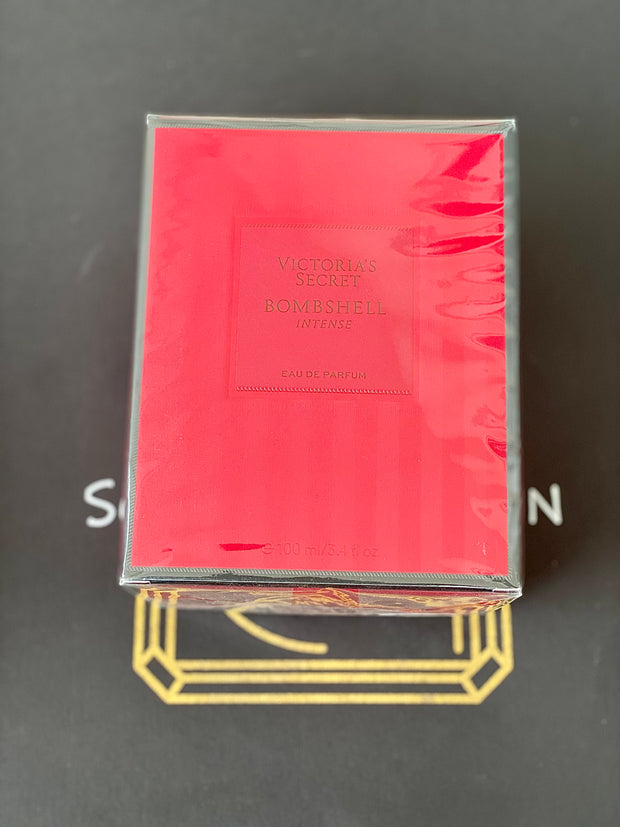 VICTORIA'S
SECRET
BOMBSHELL
INTENSE
EAU DE PARFUM
e 100 ml/3.4 fl oz